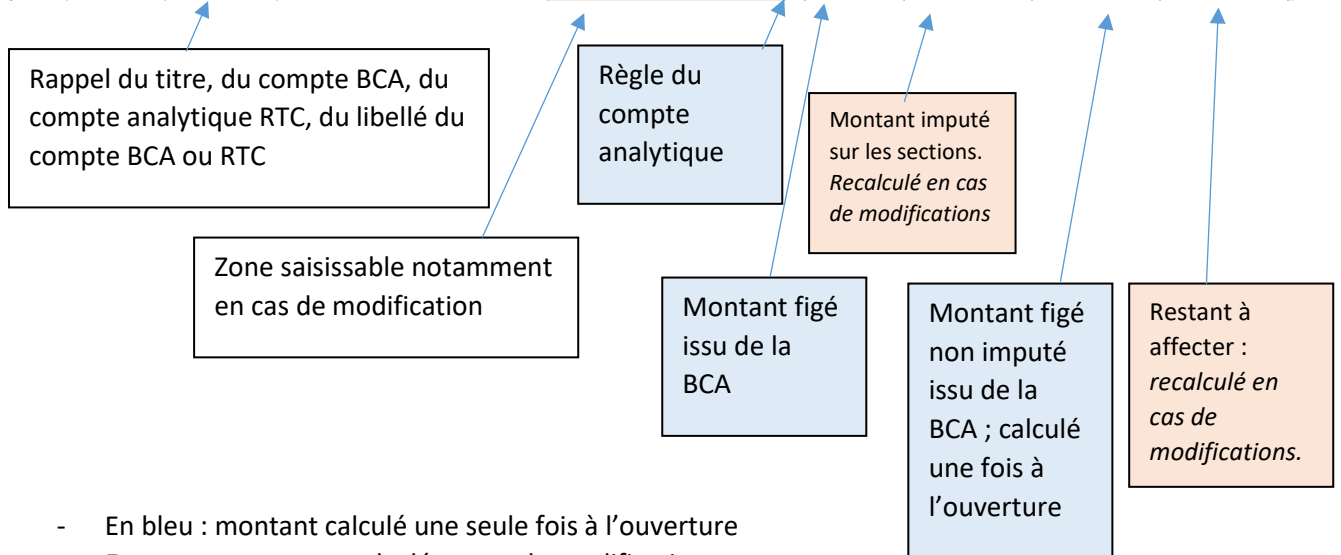 Rappel du titre, du compte BCA, du
compte analytique RTC, du libellé du
compte BCA ou RTC
Règle du
compte
analytique
Montant imputé
sur les sections.
Recalculé en cas
de modifications
Zone saisissable notamment
en cas de modification
Montant figé
issu de la
BCA
Montant figé
non imputé
issu de la
BCA ; calculé
une fois à
l’ouverture
Restant à
affecter :
recalculé en
cas de
modifications.
- En bleu : montant calculé une seule fois à l’ouverture